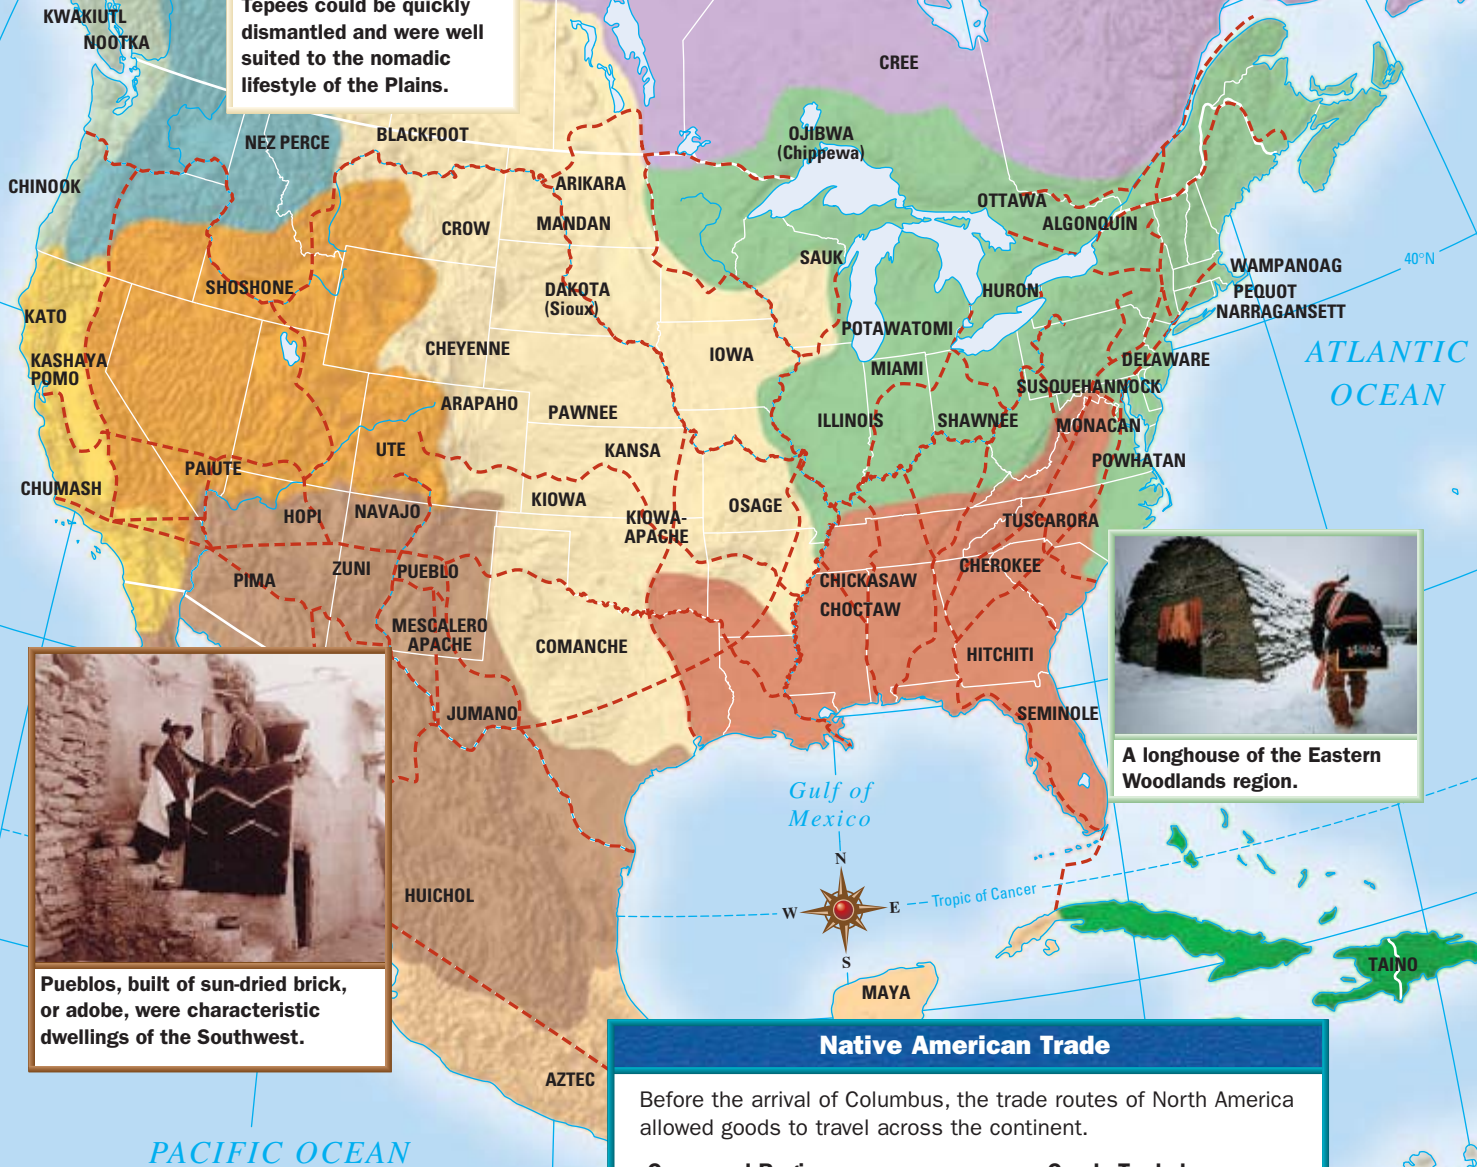 Tepees could be quickly
dismantled and were well
suited to the nomadic
lifestyle of the Plains.
KWAKIUTL
NOOTKA
CREE
NEZ PERCE
BLACKFOOT
OJIBWA
(Chippewa)
CHINOOK
ARIKARA
OTTAWA
CROW
MANDAN
ALGONQUIN
SAUK
WAMPANOAG
40°N
SHOSHONE
DAKOTA
(Sioux)
HURON
PEQUOT
NARRAGANSETT
KATO
POTAWATOMI
CHEYENNE
IOWA
ATLANTIC
OCEAN
KASHAYA
POMO
MIAMI
DELAWARE
SUSQUEHANNOCK
ARAPAHO
PAWNEE
ILLINOIS
SHAWNEE
MONACAN
UTE
KANSA
POWHATAN
PAIUTE
CHUMASH
KIOWA
OSAGE
HOPI
NAVAJO
KIOWA-
APACHE
TUSCARORA
ZUNI
PUEBLO
PIMA
CHICKASAW
CHEROKEE
CHOCTAW
MESCALERO
APACHE
COMANCHE
HITCHITI
JUMANO
SEMINOLE
A longhouse of the Eastern
Woodlands region.
Gulf of
Mexico
N
W
E
S
Tropic of Cancer
HUICHOL
TAINO
MAYA
Pueblos, built of sun-dried brick,
or adobe, were characteristic
dwellings of the Southwest.
AZTEC
PACIFIC OCEAN
Native American Trade
Before the arrival of Columbus, the trade routes of North America
allowed goods to travel across the continent.